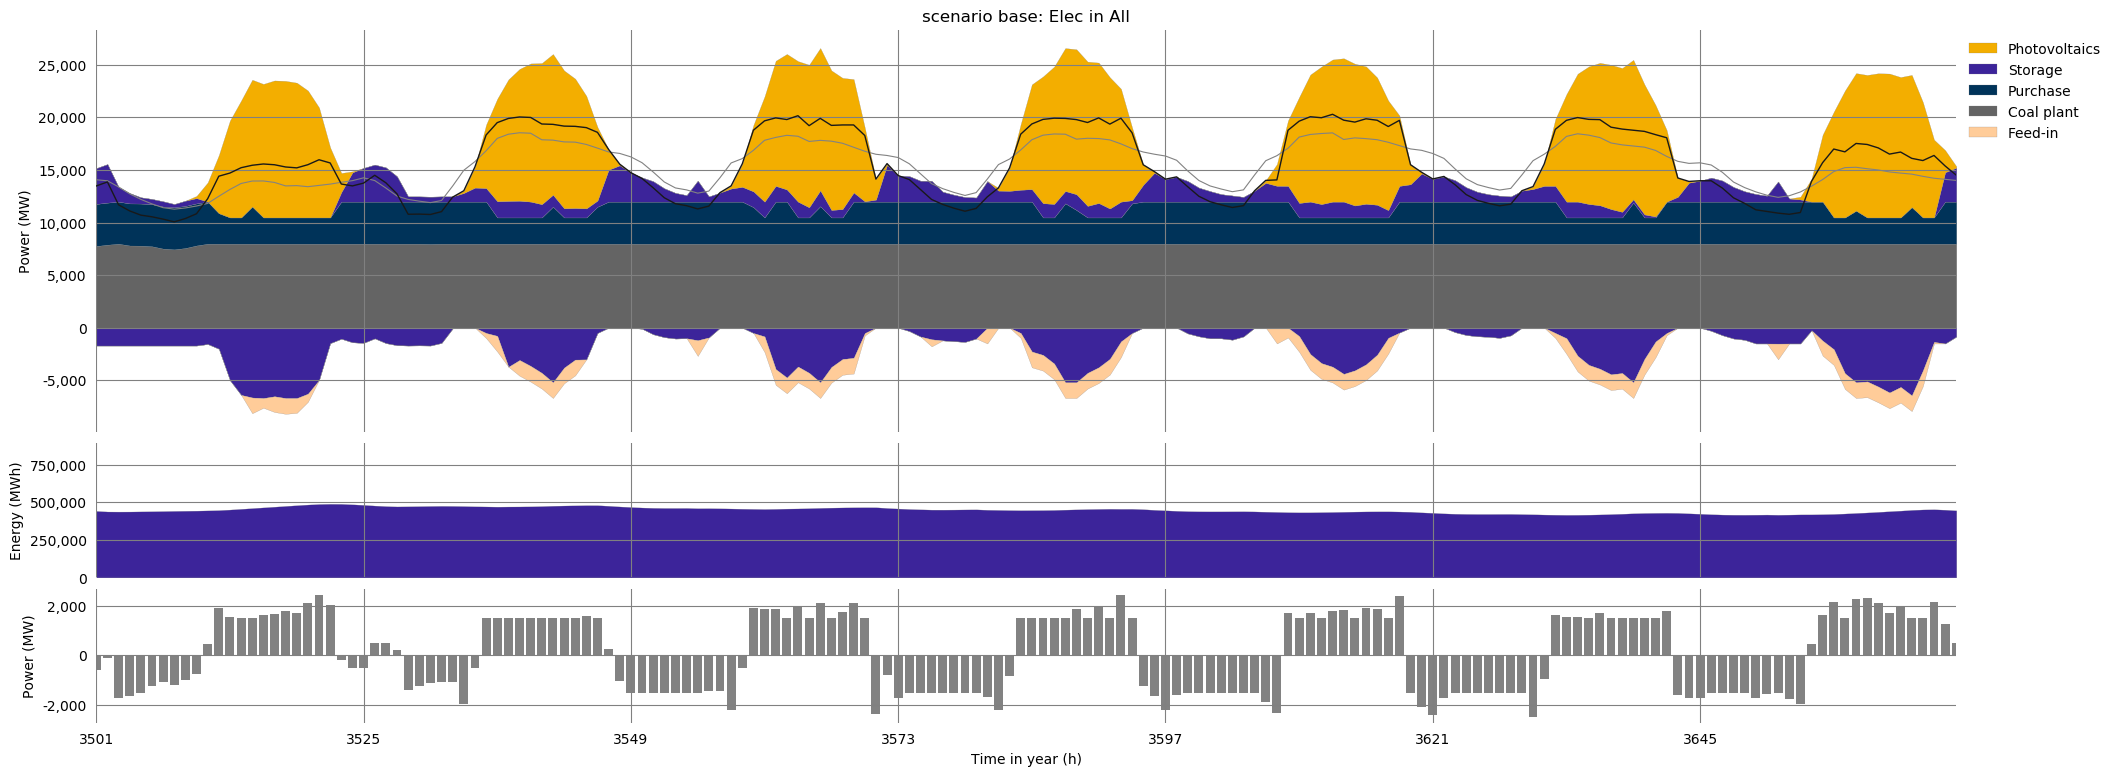 scenario base: Elec in All
25,000
20,000
15,000
10,000
5,000
0
-5,000
Power (MW)
Photovoltaics
Storage
Purchase
Coal plant
Feed-in
750,000
500,000
250,000
0
Energy (MWh)
2,000
0
-2,000
Power (MW)
3501 3525 3549 3573 3597 3621 3645
Time in year (h)